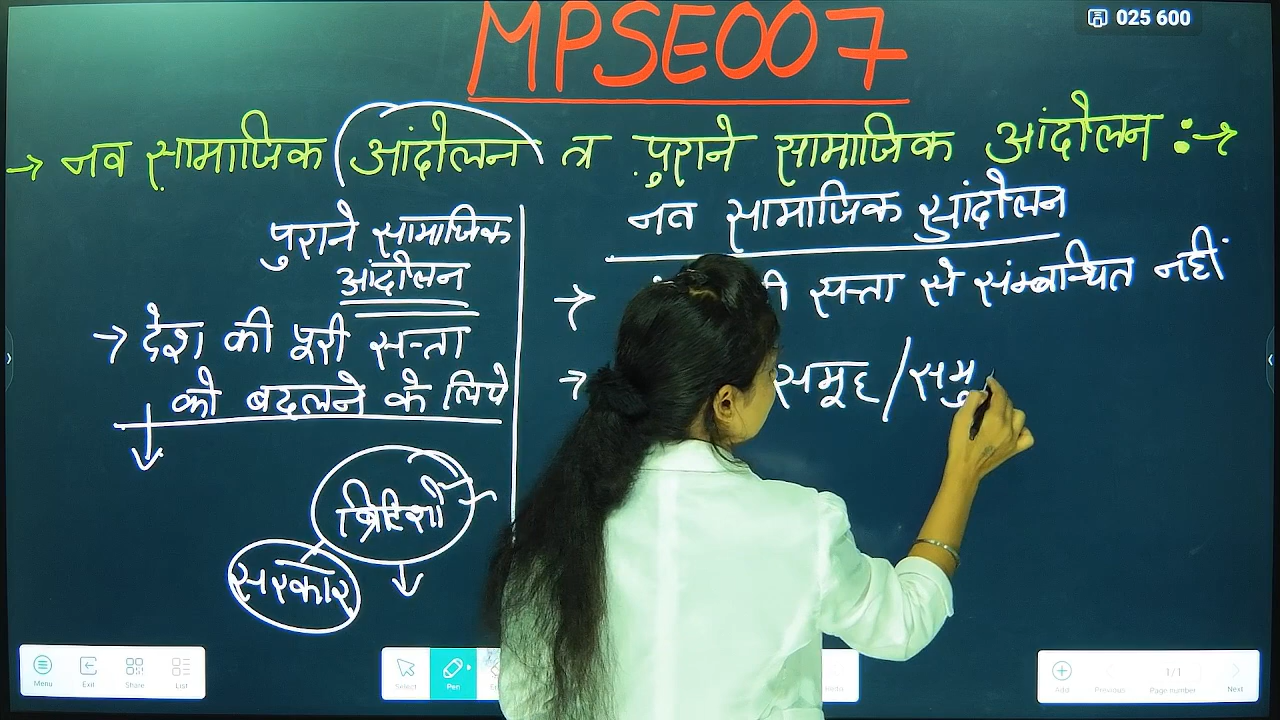 025 600
MPSE007
→ नव सामाजिक आंदोलन व पुराने सामाजिक आंदोलन :→
पुराने सामाजिक
आंदोलन
→ देश की पूरी सत्ता
को बदलने के लिये
ब्रिटिशो
सरकार
नव सामाजिक आंदोलन
→ सत्ता से संम्बन्धित नहीं
→ समूह/समु
Menu Exit Share List
Select Pen
Add Previous 1/1 Page number Next